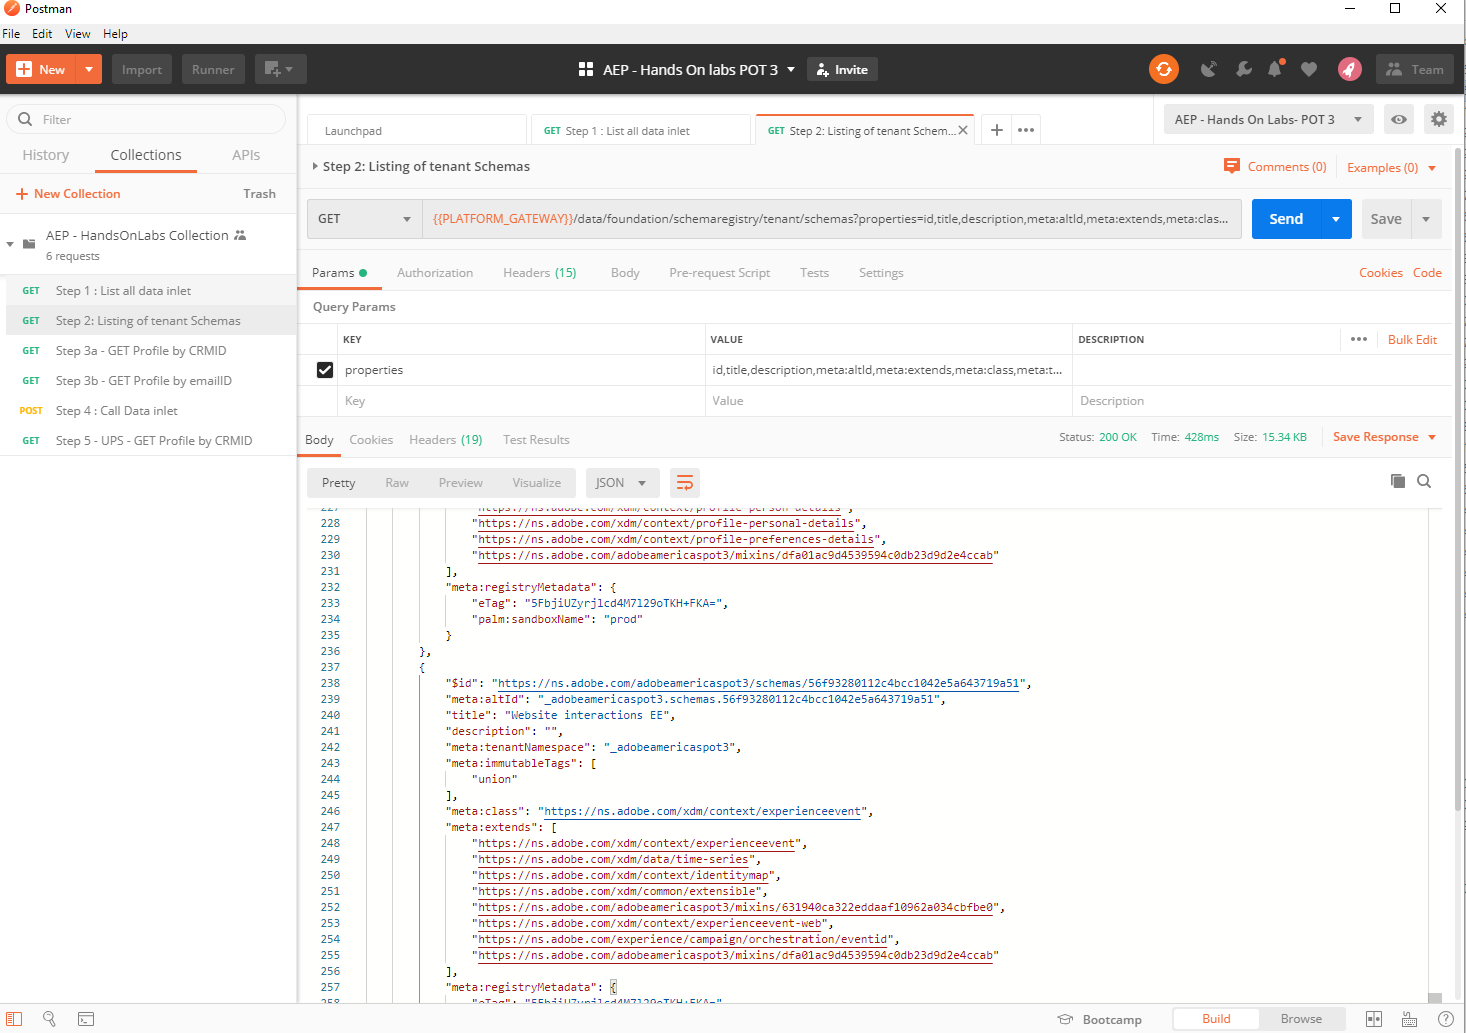 Postman
File Edit View Help
New Import Runner AEP - Hands On labs POT 3 Invite Team
Filter
History Collections APIs
New Collection Trash
AEP - HandsOnLabs Collection
6 requests
GET Step 1 : List all data inlet
GET Step 2: Listing of tenant Schemas
GET Step 3a - GET Profile by CRMID
GET Step 3b - GET Profile by emailID
POST Step 4 : Call Data inlet
GET Step 5 - UPS - GET Profile by CRMID
Launchpad GET Step 1 : List all data inlet GET Step 2: Listing of tenant Schem... AEP - Hands On Labs- POT 3
Step 2: Listing of tenant Schemas Comments (0) Examples (0)
GET {{PLATFORM_GATEWAY}}/data/foundation/schemaregistry/tenant/schemas?properties=id,title,description,meta:altId,meta:extends,meta:clas... Send Save
Params Authorization Headers (15) Body Pre-request Script Tests Settings Cookies Code
Query Params
KEY VALUE DESCRIPTION Bulk Edit
properties id,title,description,meta:altId,meta:extends,meta:class,meta:t...
Key Value Description
Body Cookies Headers (19) Test Results Status: 200 OK Time: 428ms Size: 15.34 KB Save Response
Pretty Raw Preview Visualize JSON
227 "https://ns.adobe.com/xdm/context/profile-person-details",
228 "https://ns.adobe.com/xdm/context/profile-personal-details",
229 "https://ns.adobe.com/xdm/context/profile-preferences-details",
230 "https://ns.adobe.com/adobeamericaspot3/mixins/dfa01ac9d4539594c0db23d9d2e4ccab"
231 ],
232 "meta:registryMetadata": {
233 "eTag": "5FbjiUZyrjlcd4M7l29oTKH+FKA=",
234 "palm:sandboxName": "prod"
235 }
236 },
237 {
238 "$id": "https://ns.adobe.com/adobeamericaspot3/schemas/56f93280112c4bcc1042e5a643719a51",
239 "meta:altId": "_adobeamericaspot3.schemas.56f93280112c4bcc1042e5a643719a51",
240 "title": "Website interactions EE",
241 "description": "",
242 "meta:tenantNamespace": "_adobeamericaspot3",
243 "meta:immutableTags": [
244 "union"
245 ],
246 "meta:class": "https://ns.adobe.com/xdm/context/experienceevent",
247 "meta:extends": [
248 "https://ns.adobe.com/xdm/context/experienceevent",
249 "https://ns.adobe.com/xdm/data/time-series",
250 "https://ns.adobe.com/xdm/context/identitymap",
251 "https://ns.adobe.com/xdm/common/extensible",
252 "https://ns.adobe.com/adobeamericaspot3/mixins/631940ca322eddaaf10962a034cbfbe0",
253 "https://ns.adobe.com/xdm/context/experienceevent-web",
254 "https://ns.adobe.com/experience/campaign/orchestration/eventid",
255 "https://ns.adobe.com/adobeamericaspot3/mixins/dfa01ac9d4539594c0db23d9d2e4ccab"
256 ],
257 "meta:registryMetadata": {
258 "eTag": "5FbjiUZyrjlcd4M7l29oTKH+FKA="
Bootcamp Build Browse